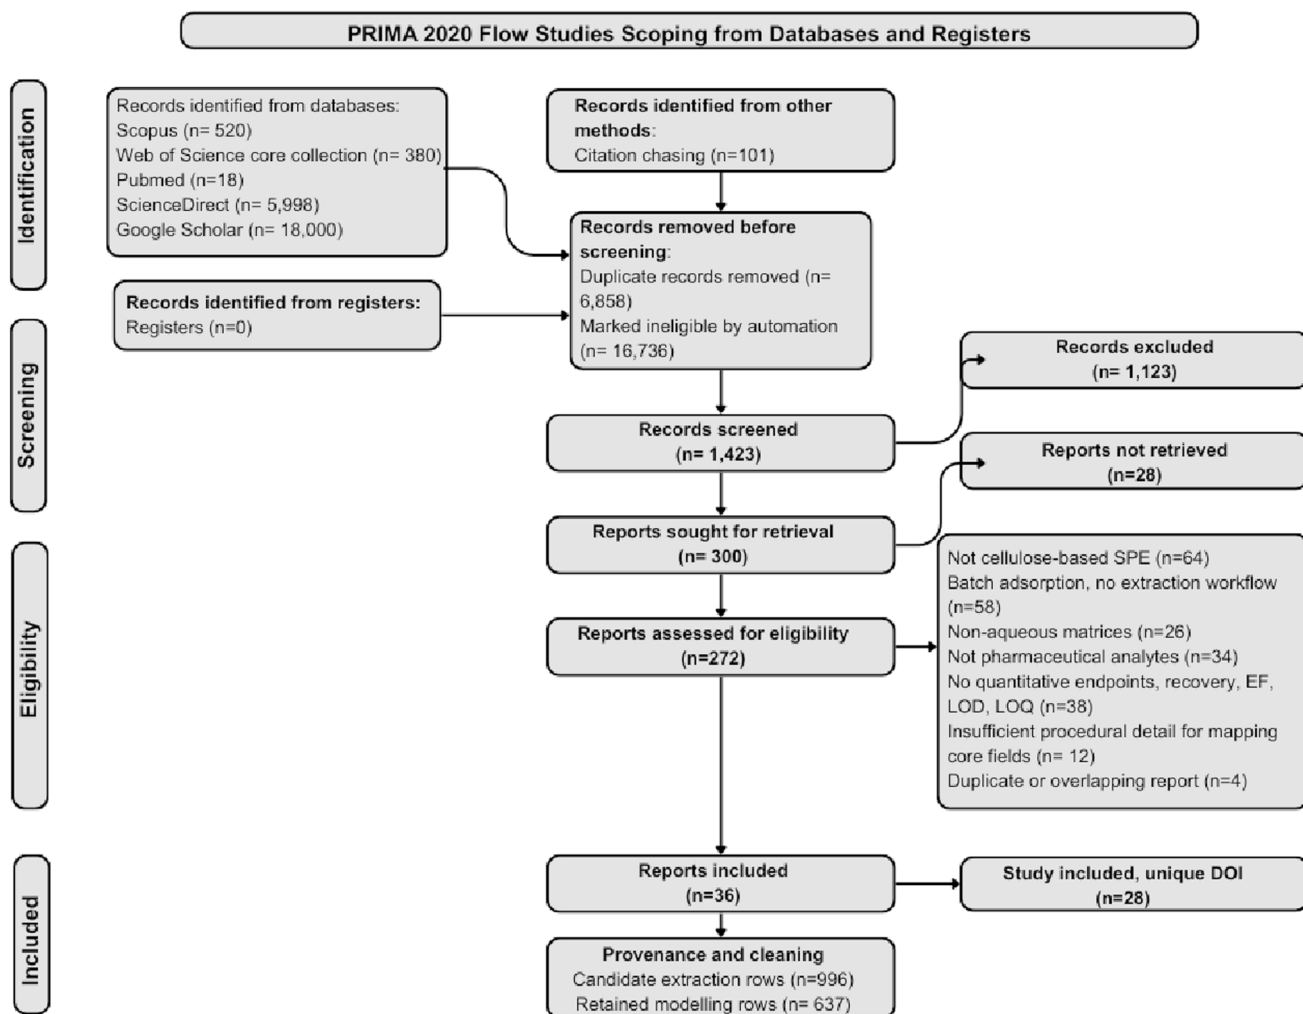 PRIMA 2020 Flow Studies Scoping from Databases and Registers
Identification
Records identified from databases:
Scopus (n= 520)
Web of Science core collection (n= 380)
Pubmed (n=18)
ScienceDirect (n= 5,998)
Google Scholar (n= 18,000)
Records identified from other
methods:
Citation chasing (n=101)
Records identified from registers:
Registers (n=0)
Records removed before
screening:
Duplicate records removed (n=
6,858)
Marked ineligible by automation
(n= 16,736)
Screening
Records screened
(n= 1,423)
Records excluded
(n= 1,123)
Reports sought for retrieval
(n= 300)
Reports not retrieved
(n=28)
Eligibility
Reports assessed for eligibility
(n=272)
Not cellulose-based SPE (n=64)
Batch adsorption, no extraction workflow
(n=58)
Non-aqueous matrices (n=26)
Not pharmaceutical analytes (n=34)
No quantitative endpoints, recovery, EF,
LOD, LOQ (n=38)
Insufficient procedural detail for mapping
core fields (n= 12)
Duplicate or overlapping report (n=4)
Included
Reports included
(n=36)
Study included, unique DOI
(n=28)
Provenance and cleaning
Candidate extraction rows (n=996)
Retained modelling rows (n= 637)